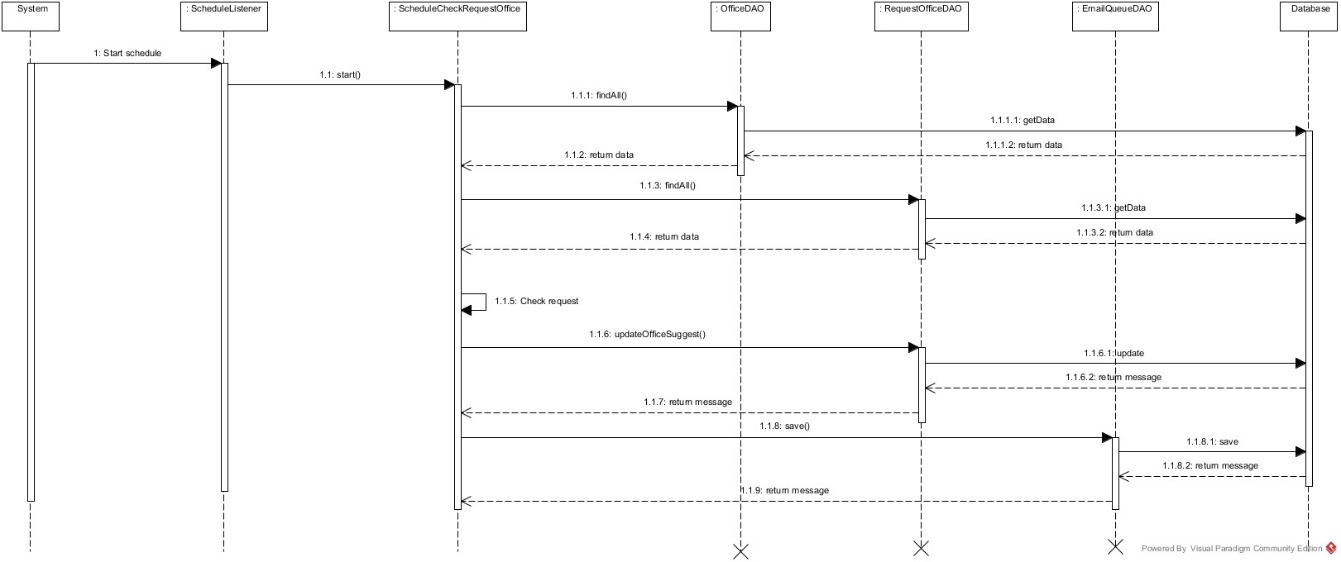 System
: ScheduleListener
: ScheduleCheckRequestOffice
: OfficeDAO
: RequestOfficeDAO
: EmailQueueDAO
Database
1: Start schedule
1.1: start()
1.1.1: findAll()
1.1.1.1: getData
1.1.1.2: return data
1.1.2: return data
1.1.3: findAll()
1.1.3.1: getData
1.1.3.2: return data
1.1.4: return data
1.1.5: Check request
1.1.6: updateOfficeSuggest()
1.1.6.1: update
1.1.6.2: return message
1.1.7: return message
1.1.8: save()
1.1.8.1: save
1.1.8.2: return message
1.1.9: return message
Powered By Visual Paradigm Community Edition